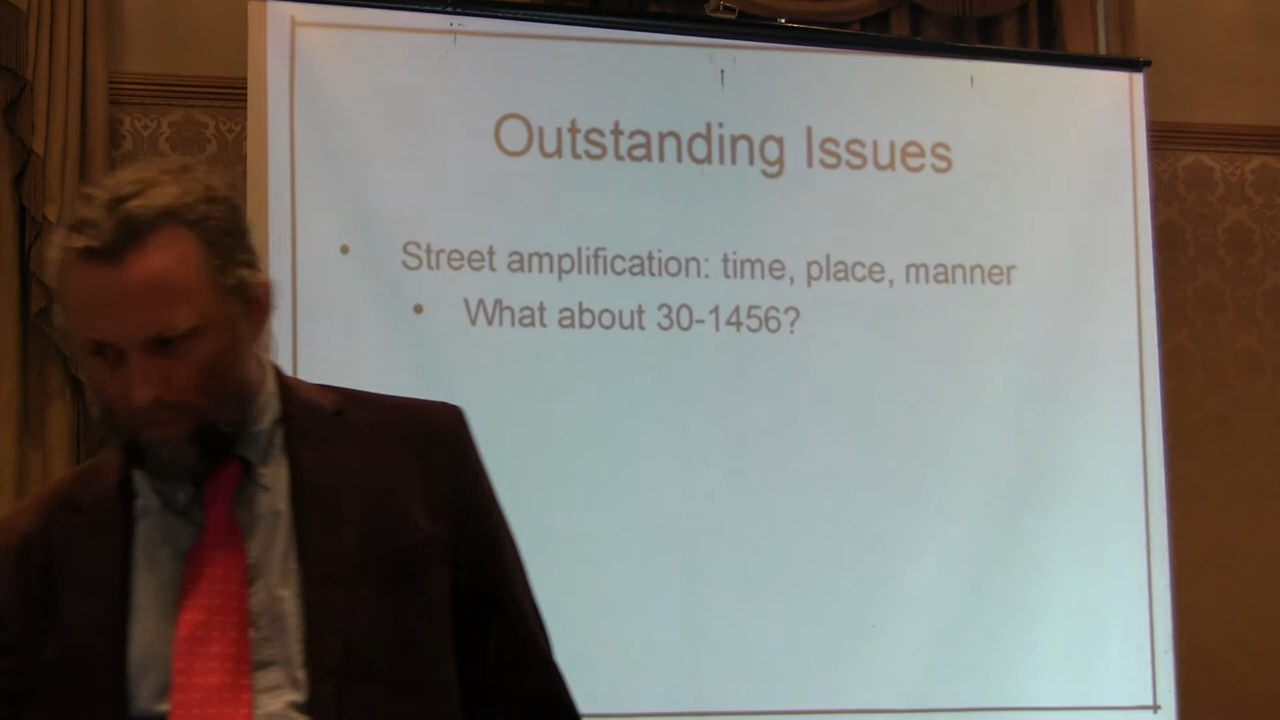 Outstanding Issues
• Street amplification: time, place, manner
• What about 30-1456?